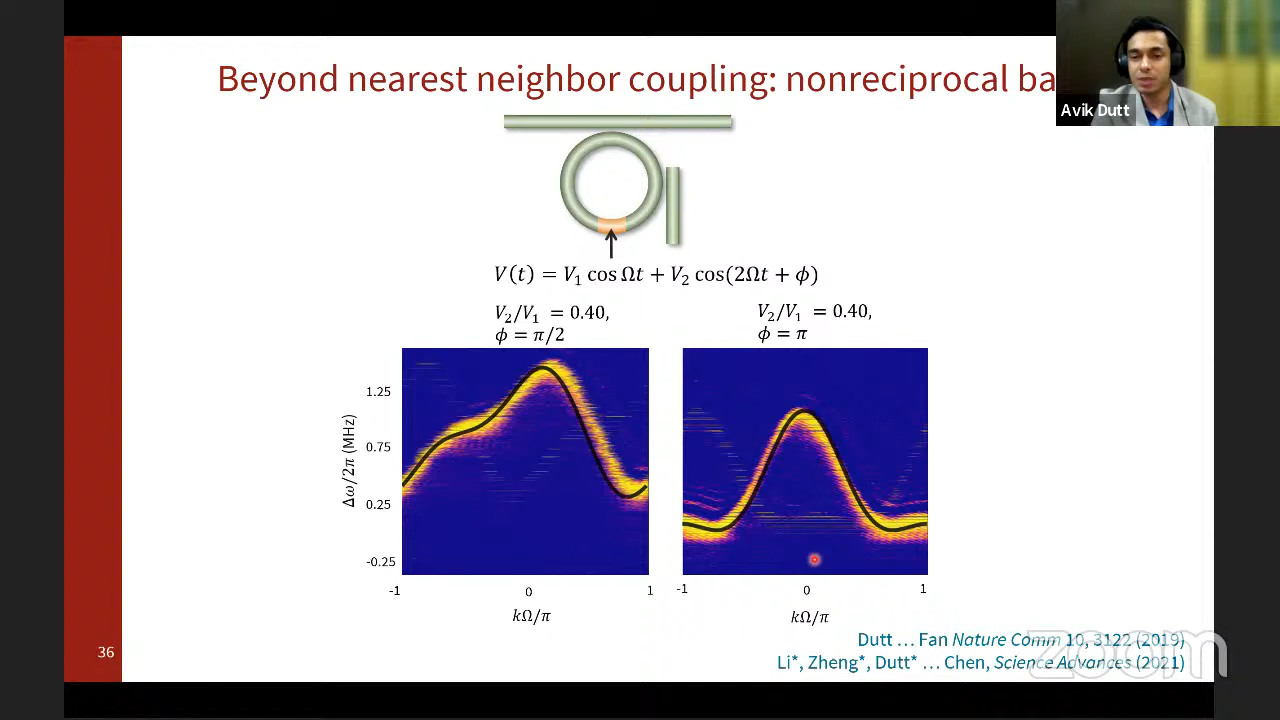 Beyond nearest neighbor coupling: nonreciprocal ba
Avik Dutt
V(t) = V₁ cos Ωt + V₂ cos(2Ωt + ϕ)
V₂/V₁ = 0.40,
ϕ = π/2
V₂/V₁ = 0.40,
ϕ = π
1.25
0.75
0.25
-0.25
Δω/2π (MHz)
-1 0 1
-1 0 1
kΩ/π
kΩ/π
Dutt … Fan Nature Comm 10, 3122 (2019)
Li*, Zheng*, Dutt* … Chen, Science Advances (2021)
36
zoom